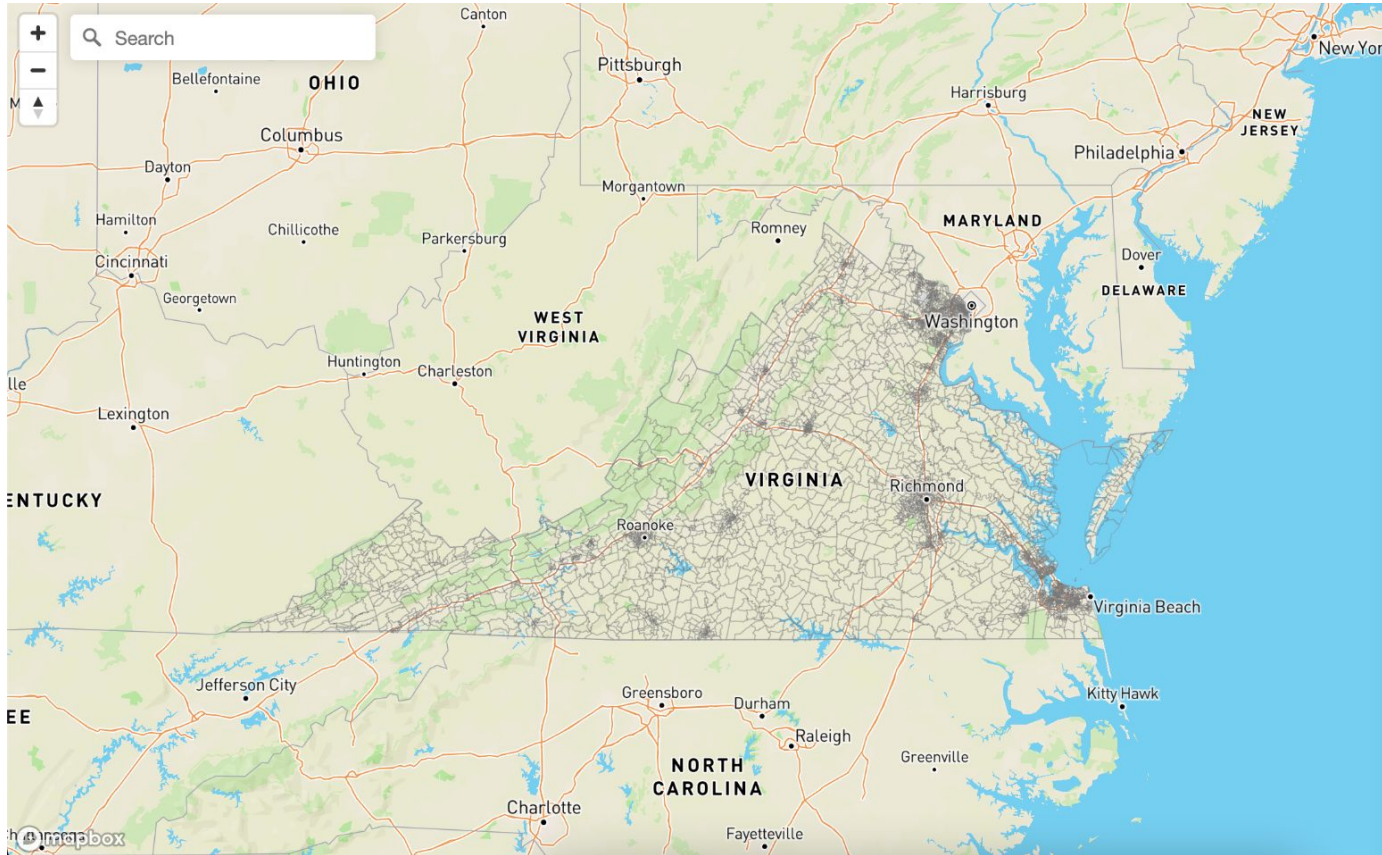 Canton
+
Search
New Yor
Pittsburgh
−
Bellefontaine
OHIO
Harrisburg
M
NEW
JERSEY
Columbus
Philadelphia
Dayton
Morgantown
Hamilton
MARYLAND
Chillicothe
Romney
Parkersburg
Dover
Cincinnati
DELAWARE
Georgetown
WEST
VIRGINIA
Washington
Huntington
Charleston
lle
Lexington
VIRGINIA
Richmond
ENTUCKY
Roanoke
Virginia Beach
Jefferson City
Greensboro
Kitty Hawk
Durham
EE
Raleigh
Greenville
NORTH
CAROLINA
Charlotte
Fayetteville
mapbox